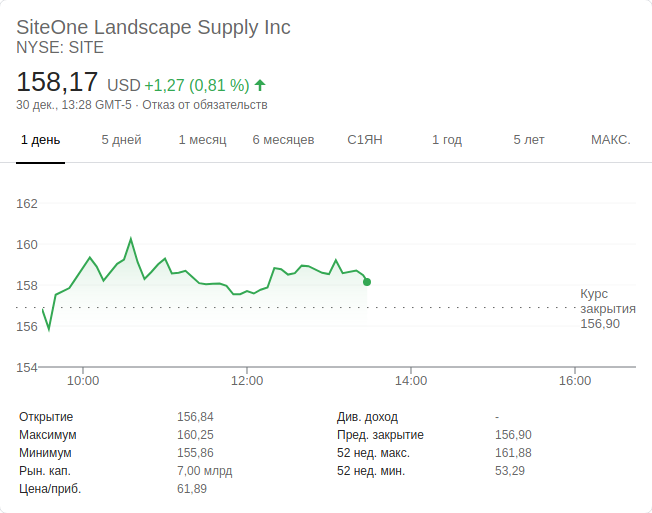 SiteOne Landscape Supply Inc
NYSE: SITE
158,17 USD +1,27 (0,81 %)
30 дек., 13:28 GMT-5 · Отказ от обязательств
1 день 5 дней 1 месяц 6 месяцев С1ЯН 1 год 5 лет МАКС.
162
160
158
156
154
Курс
закрытия
156,90
10:00 12:00 14:00 16:00
Открытие 156,84 Див. доход -
Максимум 160,25 Пред. закрытие 156,90
Минимум 155,86 52 нед. макс. 161,88
Рын. кап. 7,00 млрд 52 нед. мин. 53,29
Цена/приб. 61,89